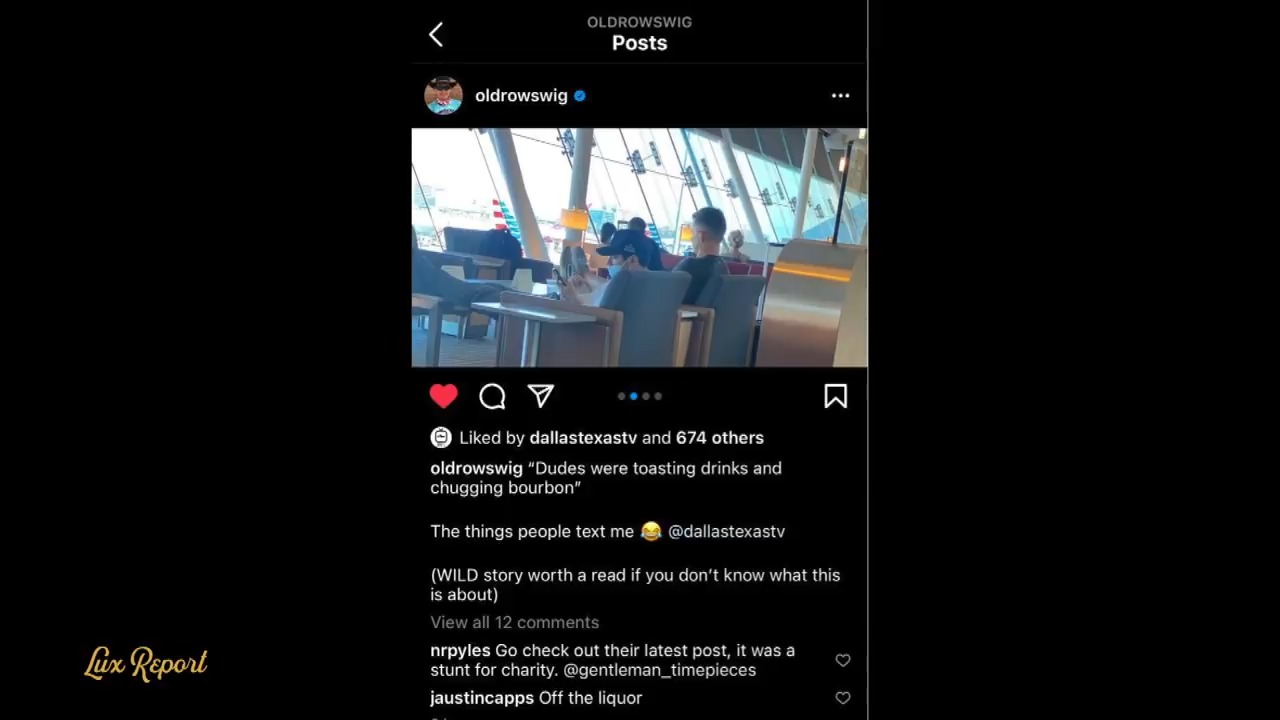 OLDROWSWIG
Posts
oldrowswig
Liked by dallastexastv and 674 others
oldrowswig “Dudes were toasting drinks and
chugging bourbon”
The things people text me 😂 @dallastexastv
(WILD story worth a read if you don’t know what this
is about)
View all 12 comments
nrpyles Go check out their latest post, it was a
stunt for charity. @gentleman_timepieces
jaustincapps Off the liquor
Lux Report